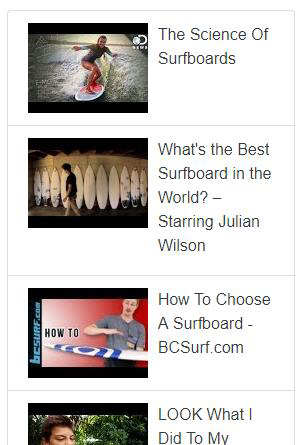 The Science Of
Surfboards
NEWS
What's the Best
Surfboard in the
World? –
Starring Julian
Wilson
How To Choose
A Surfboard -
BCSurf.com
BCSURF.com
HOW TO
LOOK What I
Did To My